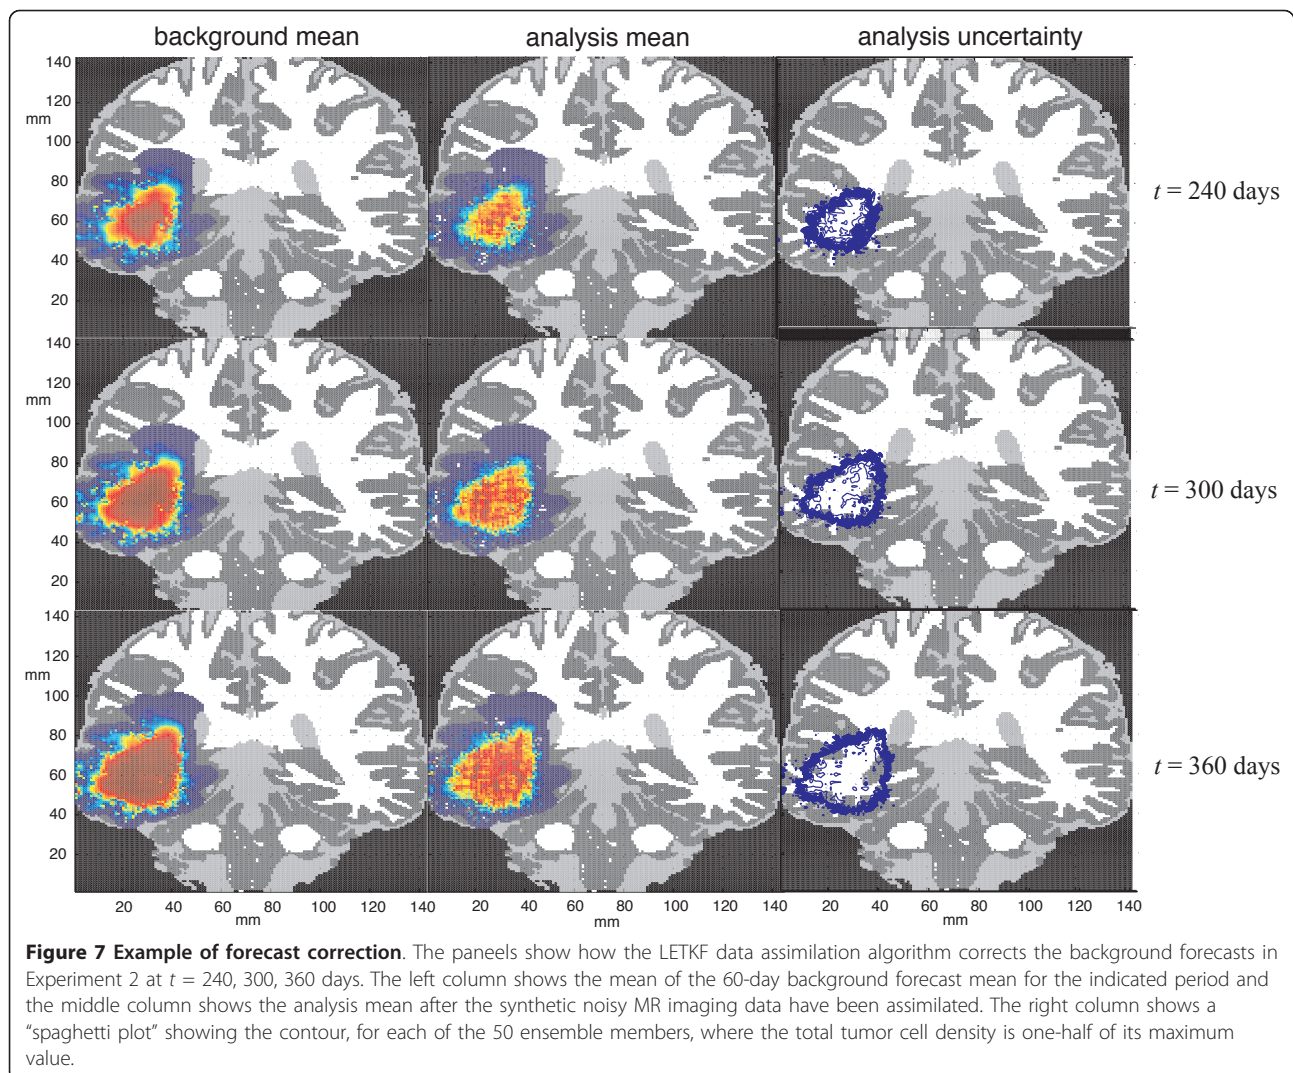 background mean analysis mean analysis uncertainty
140
120
mm
100
80
60
40
20
t = 240 days
140
120
mm
100
80
60
40
20
t = 300 days
140
120
mm
100
80
60
40
20
t = 360 days
20 40 60 80 100 120 140 20 40 60 80 100 120 140 20 40 60 80 100 120 140
mm mm mm
Figure 7 Example of forecast correction. The paneels show how the LETKF data assimilation algorithm corrects the background forecasts in
Experiment 2 at t = 240, 300, 360 days. The left column shows the mean of the 60-day background forecast mean for the indicated period and
the middle column shows the analysis mean after the synthetic noisy MR imaging data have been assimilated. The right column shows a
“spaghetti plot” showing the contour, for each of the 50 ensemble members, where the total tumor cell density is one-half of its maximum
value.